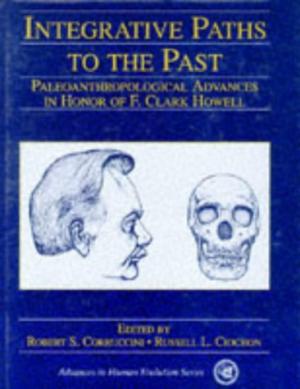 INTEGRATIVE PATHS
TO THE PAST
PALEOANTHROPOLOGICAL ADVANCES
IN HONOR OF F. CLARK HOWELL
EDITED BY
ROBERT S. CORRUCCINI • RUSSELL L. CIOCHON
Advances in Human Evolution Series